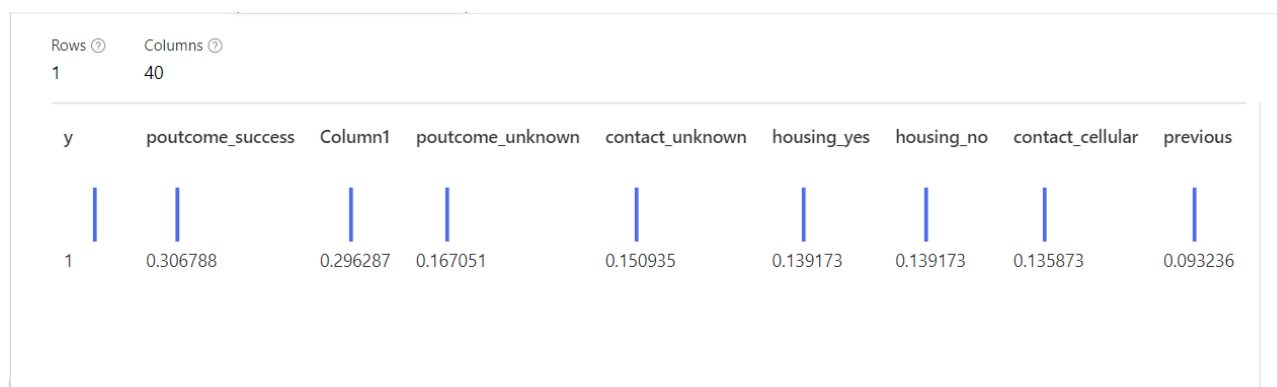 Rows Columns
1 40
y poutcome_success Column1 poutcome_unknown contact_unknown housing_yes housing_no contact_cellular previous
1 0.306788 0.296287 0.167051 0.150935 0.139173 0.139173 0.135873 0.093236